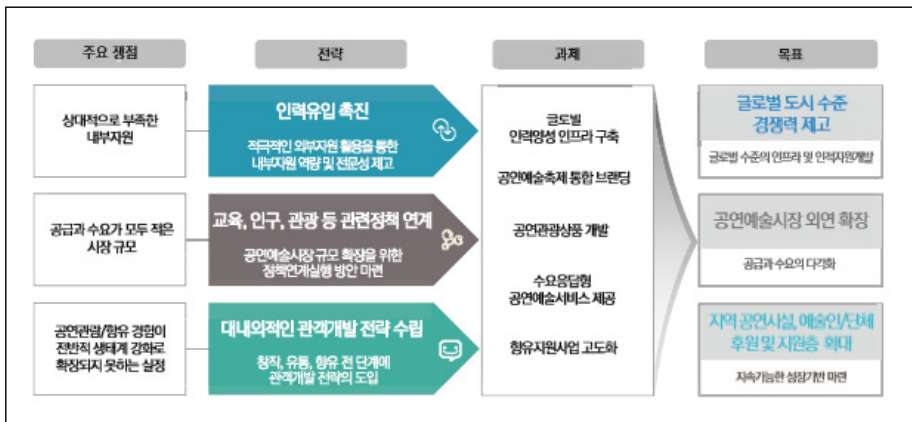 주요 쟁점
전략
과제
목표
상대적으로 부족한
내부자원
인력유입 촉진
적극적인 외부자원 활용을 통한
내부자원 역량 및 전문성 제고
공급과 수요가 모두 적은
시장 규모
교육, 인구, 관광 등 관련정책 연계
공연예술시장 규모 확장을 위한
정책연계실행 방안 마련
공연관람/향유 경험이
전반적 생태계 강화로
확장되지 못하는 실정
대내외적인 관객개발 전략 수립
창작, 유통, 향유 전 단계에
관객개발 전략의 도입
글로벌
인력양성 인프라 구축
공연예술축제 통합 브랜딩
공연관광상품 개발
수요응답형
공연예술서비스 제공
향유지원사업 고도화
글로벌 도시 수준
경쟁력 제고
글로벌 수준의 인프라 및 인적자원개발
공연예술시장 외연 확장
공급과 수요의 다각화
지역 공연시설, 예술인/단체
후원 및 지원층 확대
지속가능한 성장기반 마련